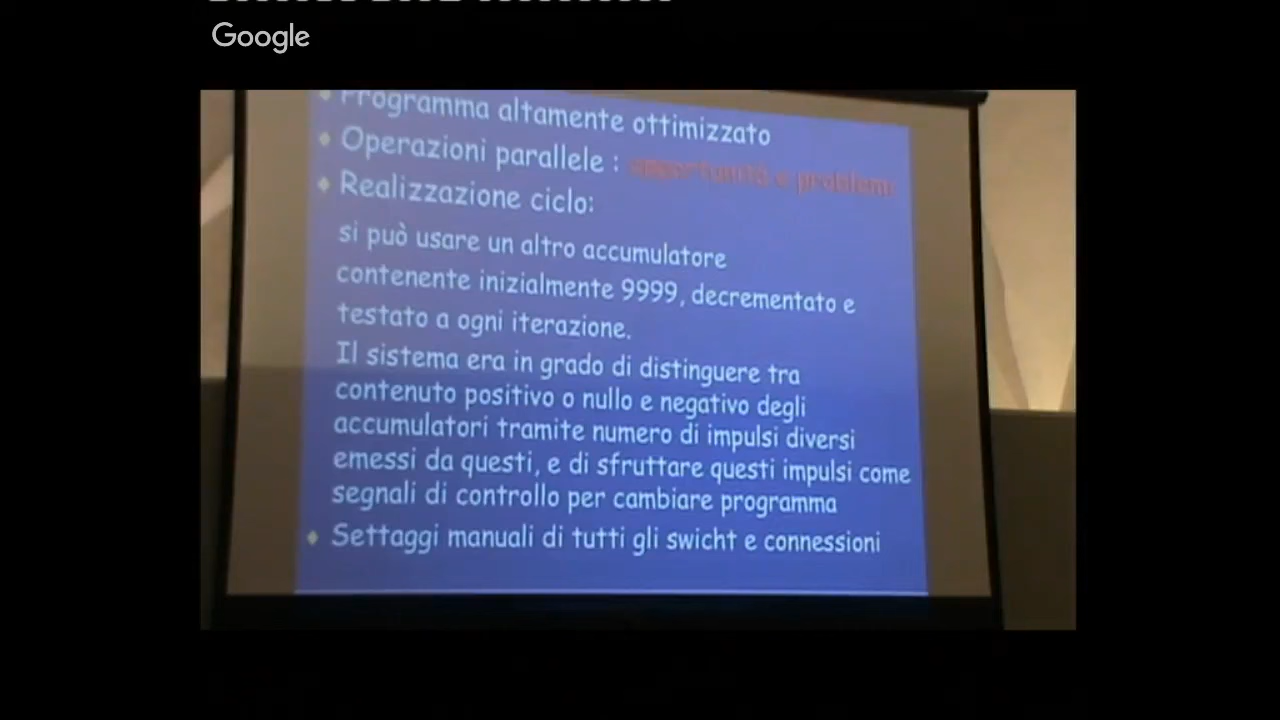 Google
Programma altamente ottimizzato
Operazioni parallele : opportunità e problemi
Realizzazione ciclo:
si può usare un altro accumulatore
contenente inizialmente 9999, decrementato e
testato a ogni iterazione.
Il sistema era in grado di distinguere tra
contenuto positivo o nullo e negativo degli
accumulatori tramite numero di impulsi diversi
emessi da questi, e di sfruttare questi impulsi come
segnali di controllo per cambiare programma
Settaggi manuali di tutti gli swicht e connessioni